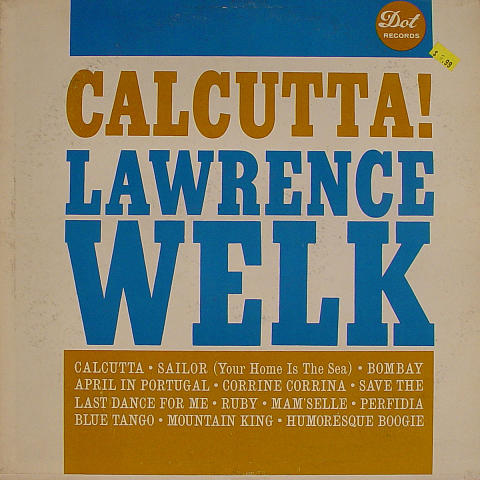 Dot
RECORDS
CALCUTTA!
LAWRENCE
WELK
CALCUTTA • SAILOR (Your Home Is The Sea) • BOMBAY
APRIL IN PORTUGAL • CORRINE CORRINA • SAVE THE
LAST DANCE FOR ME • RUBY • MAM'SELLE • PERFIDIA
BLUE TANGO • MOUNTAIN KING • HUMORESQUE BOOGIE